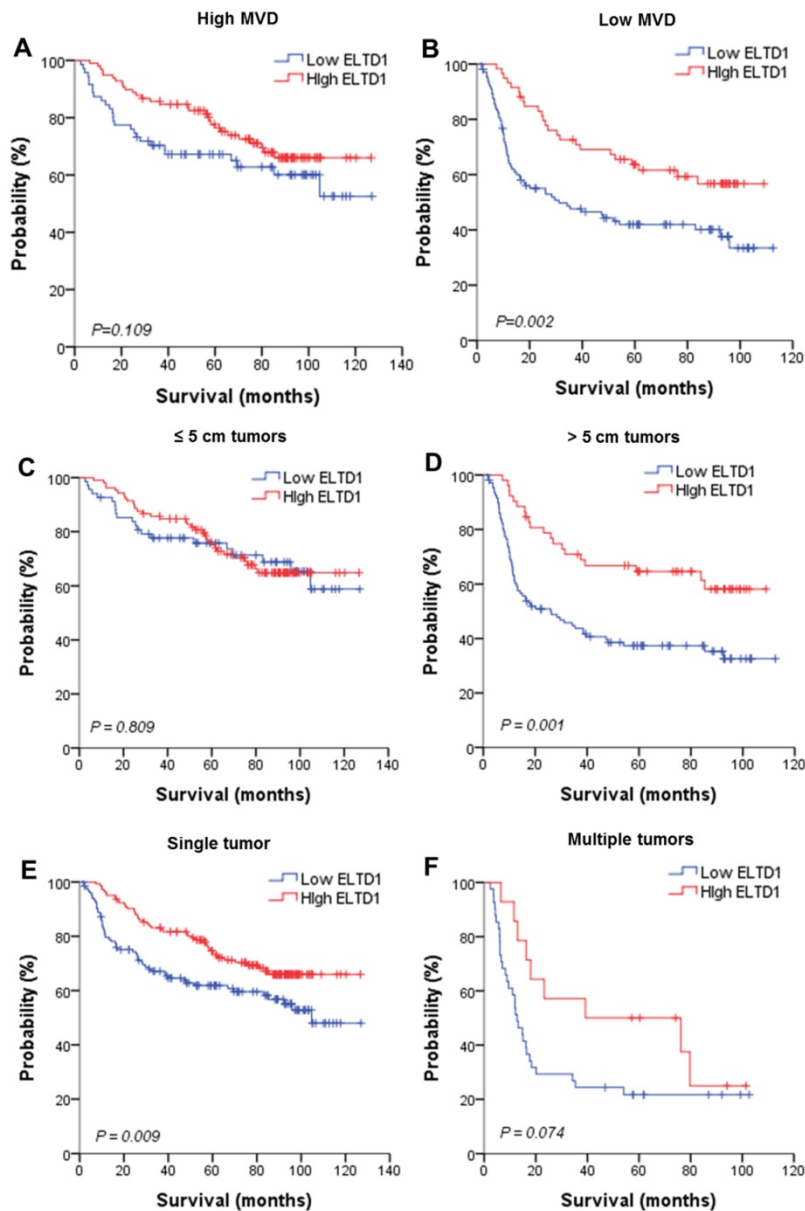 High MVD
A
Low ELTD1
HIgh ELTD1
Probability (%)
100
80
60
40
20
0
P=0.109
0 20 40 60 80 100 120 140
Survival (months)
Low MVD
B
Low ELTD1
HIgh ELTD1
Probability (%)
100
80
60
40
20
0
P=0.002
0 20 40 60 80 100 120
Survival (months)
≤ 5 cm tumors
C
Low ELTD1
HIgh ELTD1
Probability (%)
100
80
60
40
20
0
P = 0.809
0 20 40 60 80 100 120 140
Survival (months)
> 5 cm tumors
D
Low ELTD1
HIgh ELTD1
Probability (%)
100
80
60
40
20
0
P = 0.001
0 20 40 60 80 100 120
Survival (months)
Single tumor
E
Low ELTD1
HIgh ELTD1
Probability (%)
100
80
60
40
20
0
P = 0.009
0 20 40 60 80 100 120 140
Survival (months)
Multiple tumors
F
Low ELTD1
HIgh ELTD1
Probability (%)
100
80
60
40
20
0
P = 0.074
0 20 40 60 80 100 120
Survival (months)